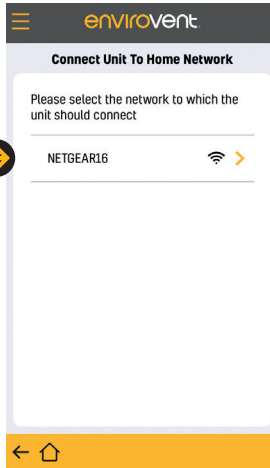 envirovent.
Connect Unit To Home Network
Please select the network to which the
unit should connect
NETGEAR16